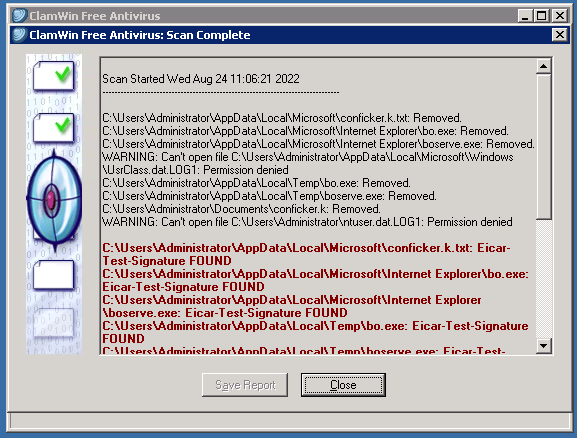 ClamWin Free Antivirus
ClamWin Free Antivirus: Scan Complete
Scan Started Wed Aug 24 11:06:21 2022
-------------------------------------------------------------------------------
C:\Users\Administrator\AppData\Local\Microsoft\conficker.k.txt: Removed.
C:\Users\Administrator\AppData\Local\Microsoft\Internet Explorer\bo.exe: Removed.
C:\Users\Administrator\AppData\Local\Microsoft\Internet Explorer\boserve.exe: Removed.
WARNING: Can't open file C:\Users\Administrator\AppData\Local\Microsoft\Windows
\UsrClass.dat.LOG1: Permission denied
C:\Users\Administrator\AppData\Local\Temp\bo.exe: Removed.
C:\Users\Administrator\AppData\Local\Temp\boserve.exe: Removed.
C:\Users\Administrator\Documents\conficker.k: Removed.
WARNING: Can't open file C:\Users\Administrator\ntuser.dat.LOG1: Permission denied
C:\Users\Administrator\AppData\Local\Microsoft\conficker.k.txt: Eicar-
Test-Signature FOUND
C:\Users\Administrator\AppData\Local\Microsoft\Internet Explorer\bo.exe:
Eicar-Test-Signature FOUND
C:\Users\Administrator\AppData\Local\Microsoft\Internet Explorer
\boserve.exe: Eicar-Test-Signature FOUND
C:\Users\Administrator\AppData\Local\Temp\bo.exe: Eicar-Test-Signature
FOUND
C:\Users\Administrator\AppData\Local\Temp\boserve.exe: Eicar-Test-
Save Report
Close